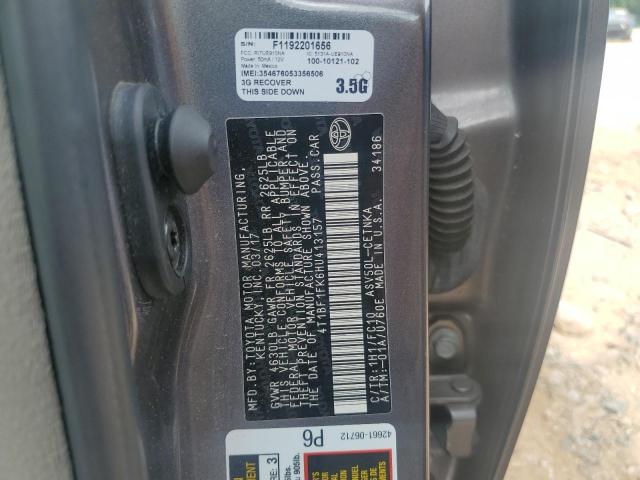 S/N: F1192201656
FCC: RI7UE910NA IC: 5131A-UE910NA
Power: 50mA / 12V 100-10121-102
Made in: Mexico
IMEI:354676053356506
3G RECOVER
THIS SIDE DOWN
3.5G
MFD.BY:TOYOTA MOTOR MANUFACTURING,
KENTUCKY, INC.03/17
GVWR 4630LB GAWR FR 2625LB RR 2625LB
THIS VEHICLE CONFORMS TO ALL APPLICABLE
FEDERAL MOTOR VEHICLE SAFETY, BUMPER,AND
THEFT PREVENTION STANDARDS IN EFFECT ON
THE DATE OF MANUFACTURE SHOWN ABOVE.
4T1BF1FK6HU413157 PASS.CAR
C/TR:1H1/FC10 ASV50L-CETNKA
A/TM:-01A/U760E MADE IN U.S.A. 34186
TOYOTA
42661-06712
P6